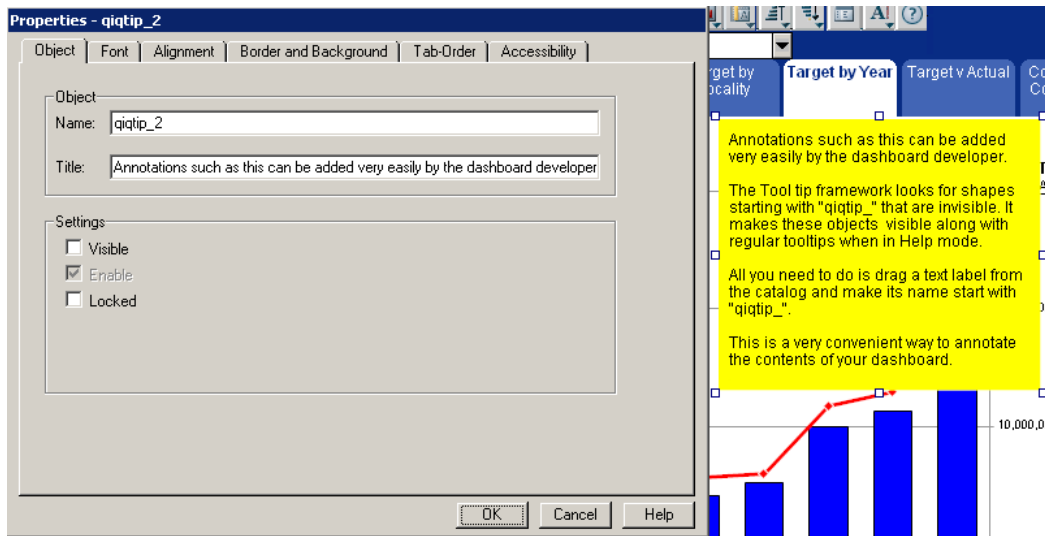 Properties - qiqtip_2
Object
Font
Alignment
Border and Background
Tab-Order
Accessibility
Object
Name:
qiqtip_2
Title:
Annotations such as this can be added very easily by the dashboard developer
Settings
Visible
Enable
Locked
OK
Cancel
Help
Target by Year
Target v Actual
Annotations such as this can be added
very easily by the dashboard developer.
The Tool tip framework looks for shapes
starting with "qiqtip_" that are invisible. It
makes these objects visible along with
regular tooltips when in Help mode.
All you need to do is drag a text label from
the catalog and make its name start with
"qiqtip_".
This is a very convenient way to annotate
the contents of your dashboard.
10,000,0